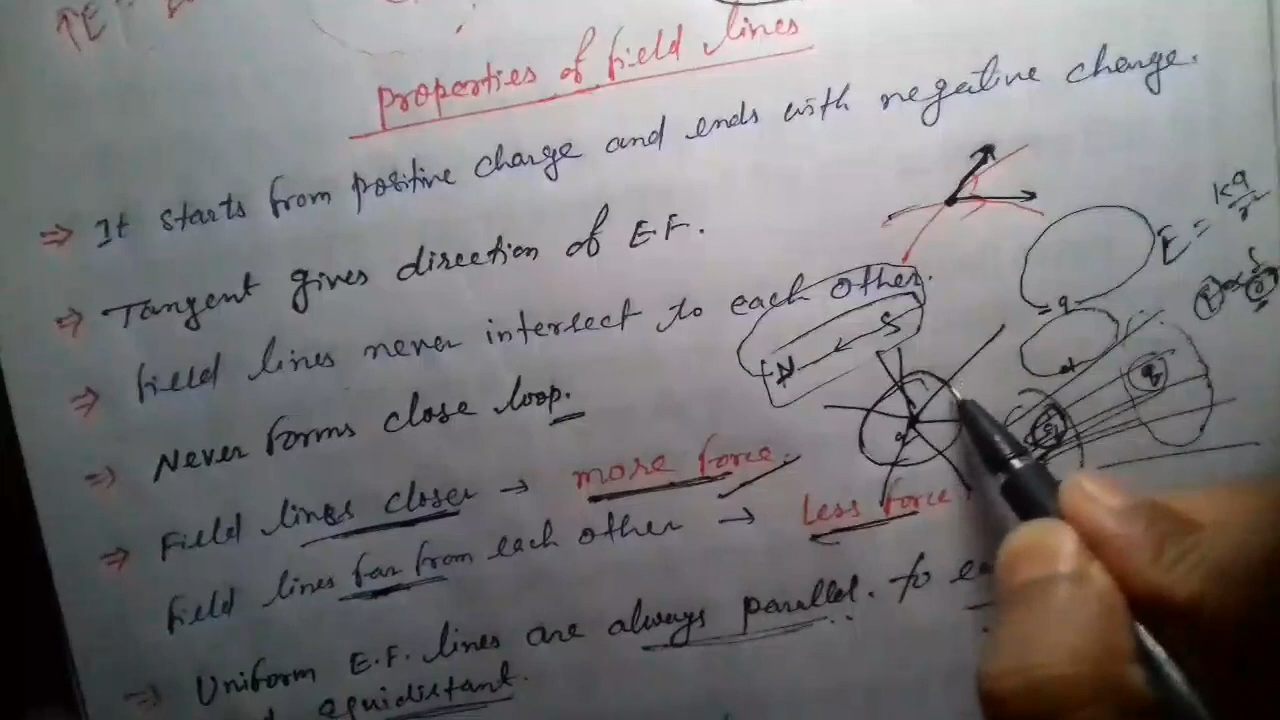 ↑E
Properties of field lines
⇒ It starts from positive charge and ends with negative charge.
⇒ Tangent gives direction of E.F.
⇒ field lines never intersect to each other.
⇒ Never forms close loop.
⇒ Field lines closer → more force.
field lines far from each other → Less force
⇒ Uniform E.F. lines are always parallel. to
equidistant.
E = kq/r²
N
S
q